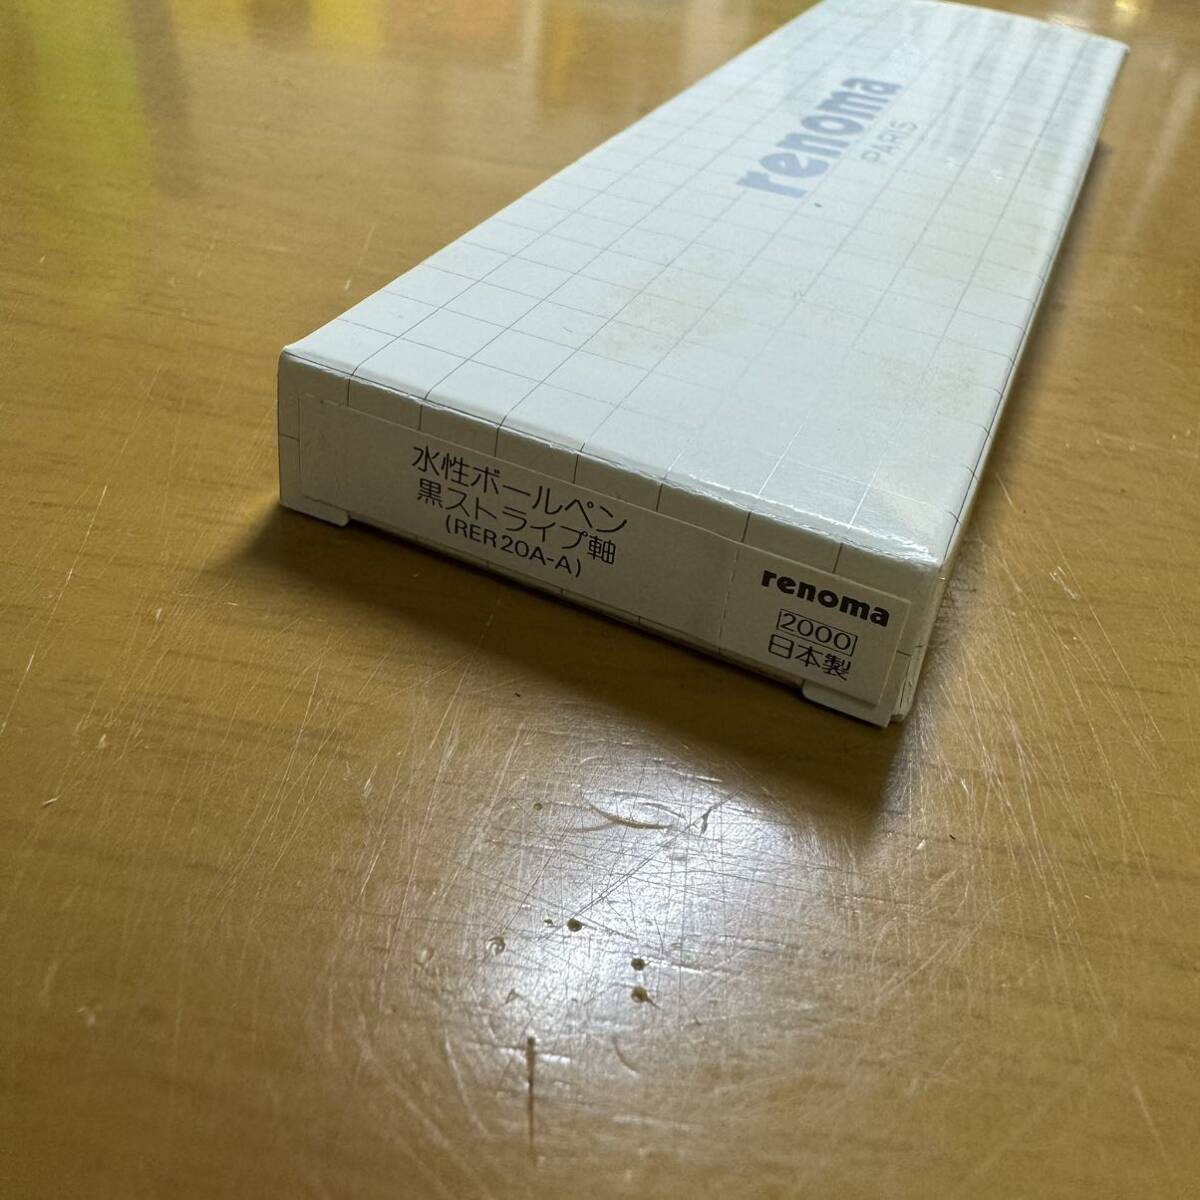 renoma
PARIS
水性ボールペン
黒ストライプ軸
(RER20A-A)
renoma
2000
日本製